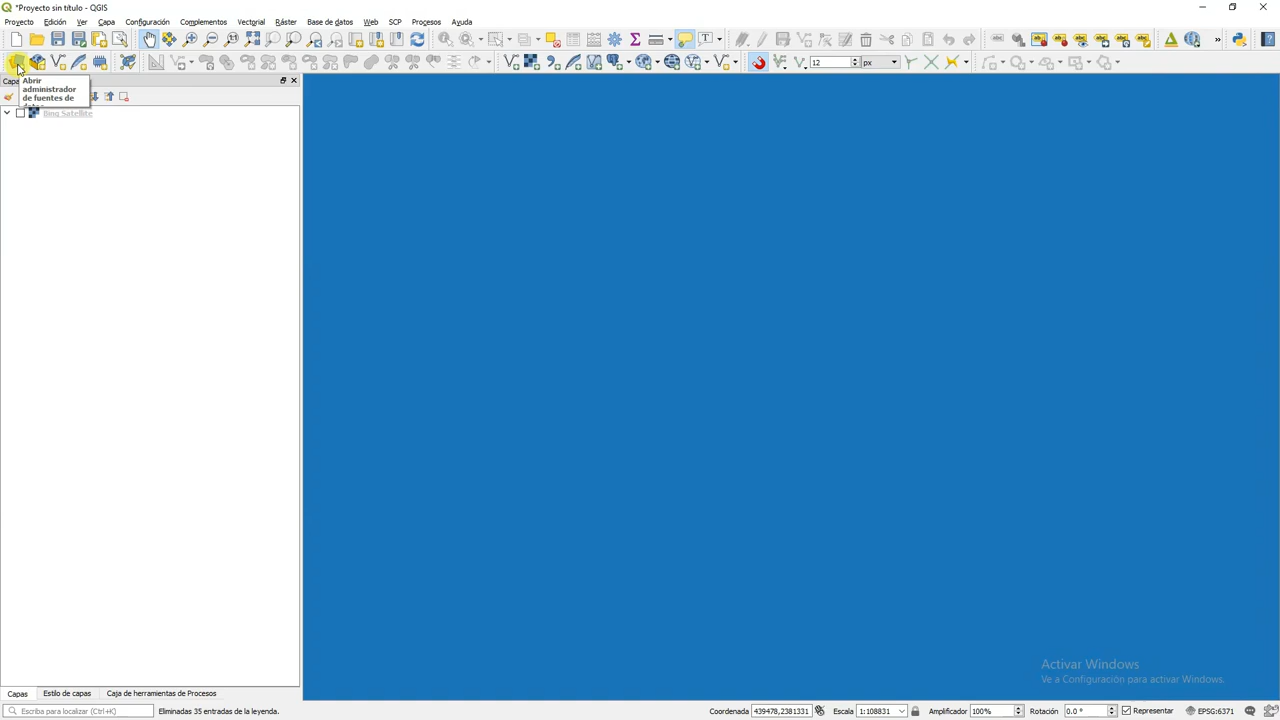 *Proyecto sin título - QGIS
Proyecto Edición Ver Capa Configuración Complementos Vectorial Ráster Base de datos Web SCP Procesos Ayuda
12 px
Abrir
administrador
de fuentes de
Bing Satellite
Activar Windows
Ve a Configuración para activar Windows.
Capas Estilo de capas Caja de herramientas de Procesos
Escriba para localizar (Ctrl+K) Eliminadas 35 entradas de la leyenda. Coordenada 439478,2381331 Escala 1:108831 Amplificador 100% Rotación 0.0 ° Representar EPSG:6371